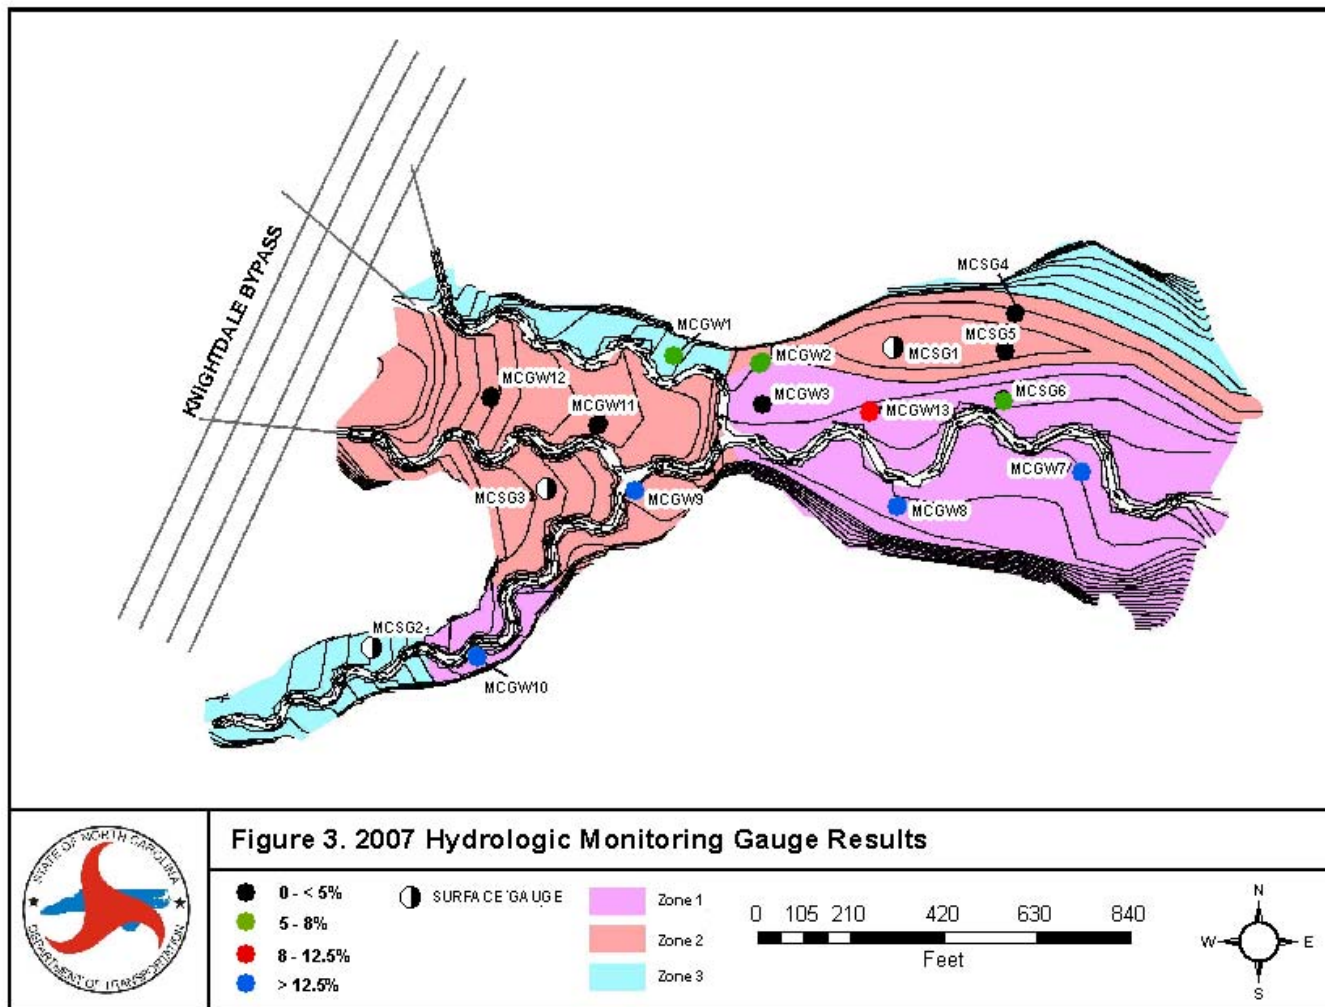 KNIGHTDALE BYPASS
MCSG4
MCGW1
MCSG5
MCSG1
MCGW2
MCGW12
MCSG6
MCGW3
MCGW13
MCGW11
MCGW7
MCSG3
MCGW9
MCGW8
MCSG2
MCGW10
Figure 3. 2007 Hydrologic Monitoring Gauge Results
STATE OF NORTH CAROLINA
DEPARTMENT OF TRANSPORTATION
0 - < 5%
5 - 8%
8 - 12.5%
> 12.5%
SURFACE GAUGE
Zone 1
Zone 2
Zone 3
0 105 210 420 630 840
Feet
N
W E
S